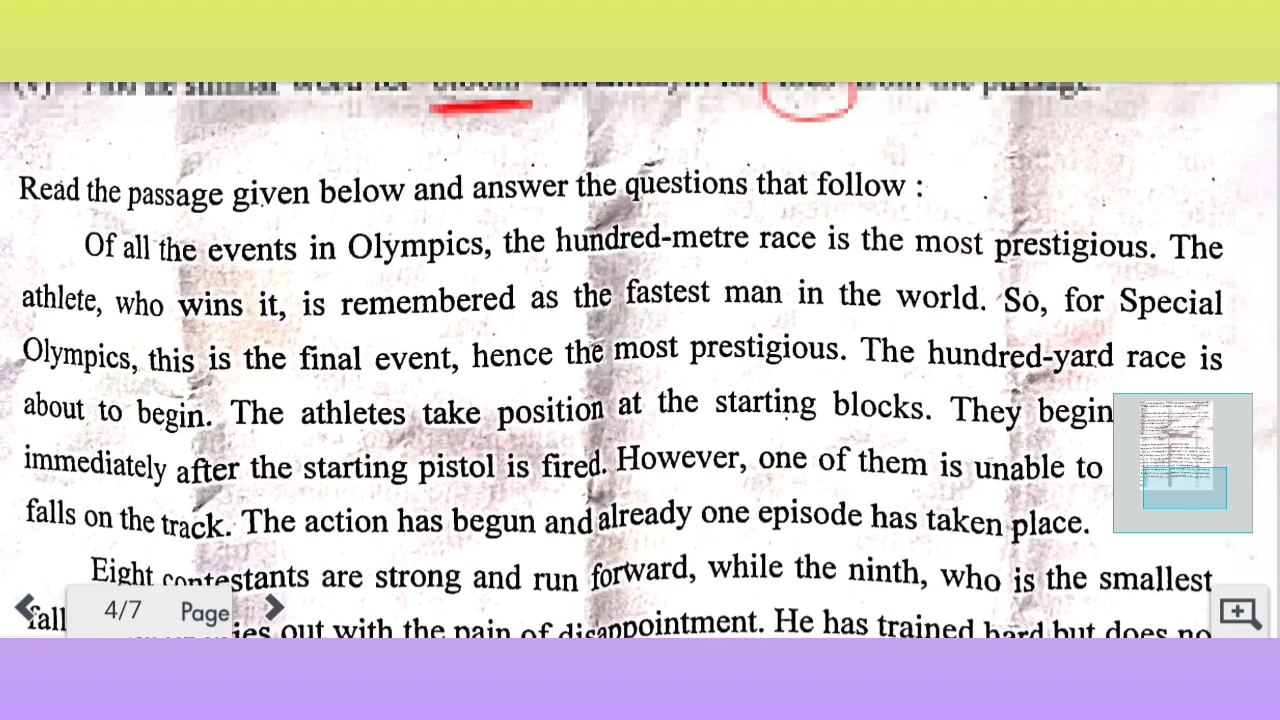 Read the passage given below and answer the questions that follow :
Of all the events in Olympics, the hundred-metre race is the most prestigious. The
athlete, who wins it, is remembered as the fastest man in the world. So, for Special
Olympics, this is the final event, hence the most prestigious. The hundred-yard race is
about to begin. The athletes take position at the starting blocks. They begin
immediately after the starting pistol is fired. However, one of them is unable to
falls on the track. The action has begun and already one episode has taken place.
Eight contestants are strong and run forward, while the ninth, who is the smallest
out with the pain of disappointment. He has trained hard but does no
4/7 Page